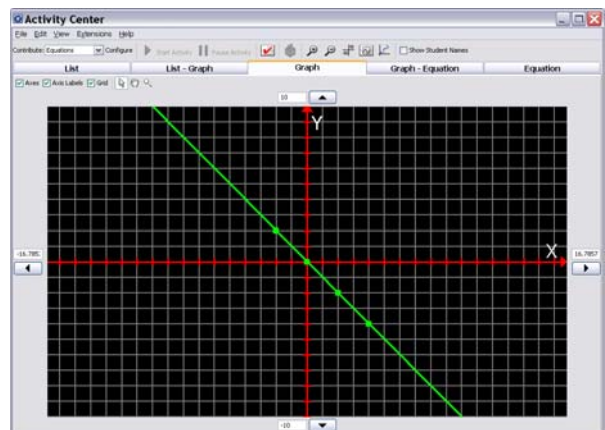 Activity Center
File Edit View Extensions Help
Contribute: Equations Configure Start Activity Pause Activity Show Student Names
List List - Graph Graph Graph - Equation Equation
Axes Axis Labels Grid
10
Y
-16.785 X 16.7857
-10